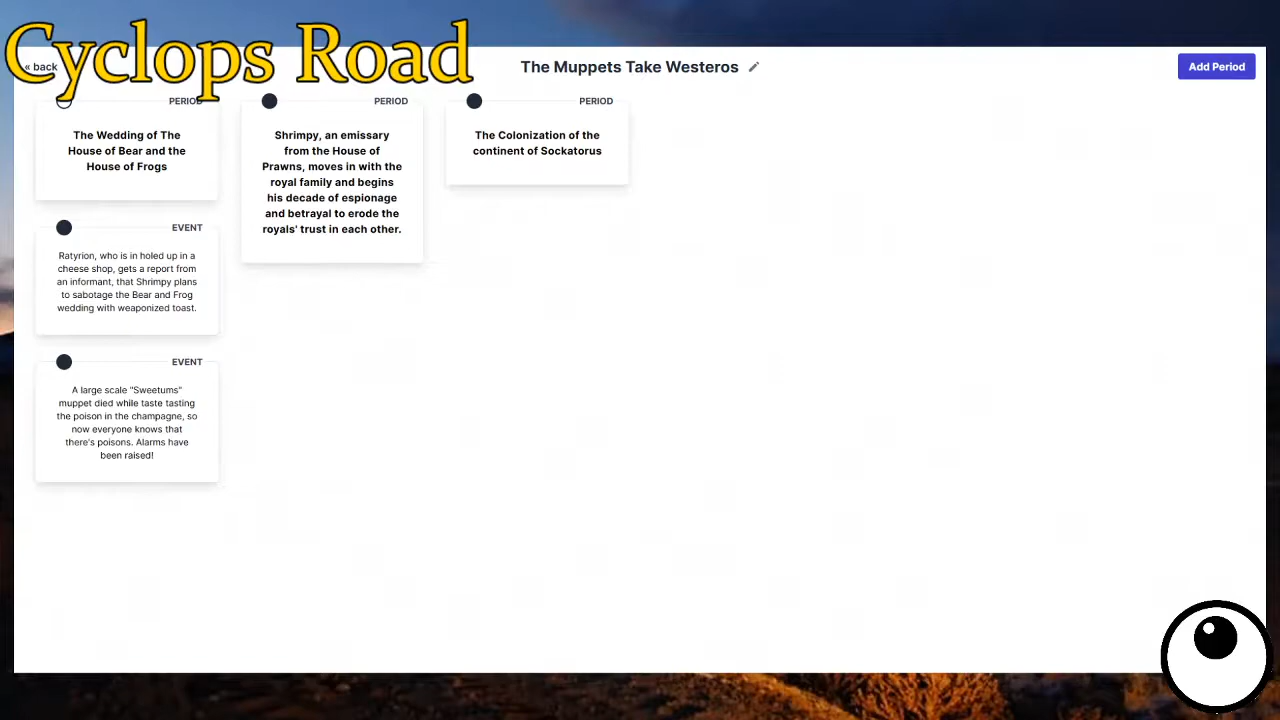 Cyclops Road
« back
The Muppets Take Westeros
Add Period
PERIOD
The Wedding of The
House of Bear and the
House of Frogs
EVENT
Ratyrion, who is in holed up in a
cheese shop, gets a report from
an informant, that Shrimpy plans
to sabotage the Bear and Frog
wedding with weaponized toast.
EVENT
A large scale "Sweetums"
muppet died while taste tasting
the poison in the champagne, so
now everyone knows that
there's poisons. Alarms have
been raised!
PERIOD
Shrimpy, an emissary
from the House of
Prawns, moves in with the
royal family and begins
his decade of espionage
and betrayal to erode the
royals' trust in each other.
PERIOD
The Colonization of the
continent of Sockatorus